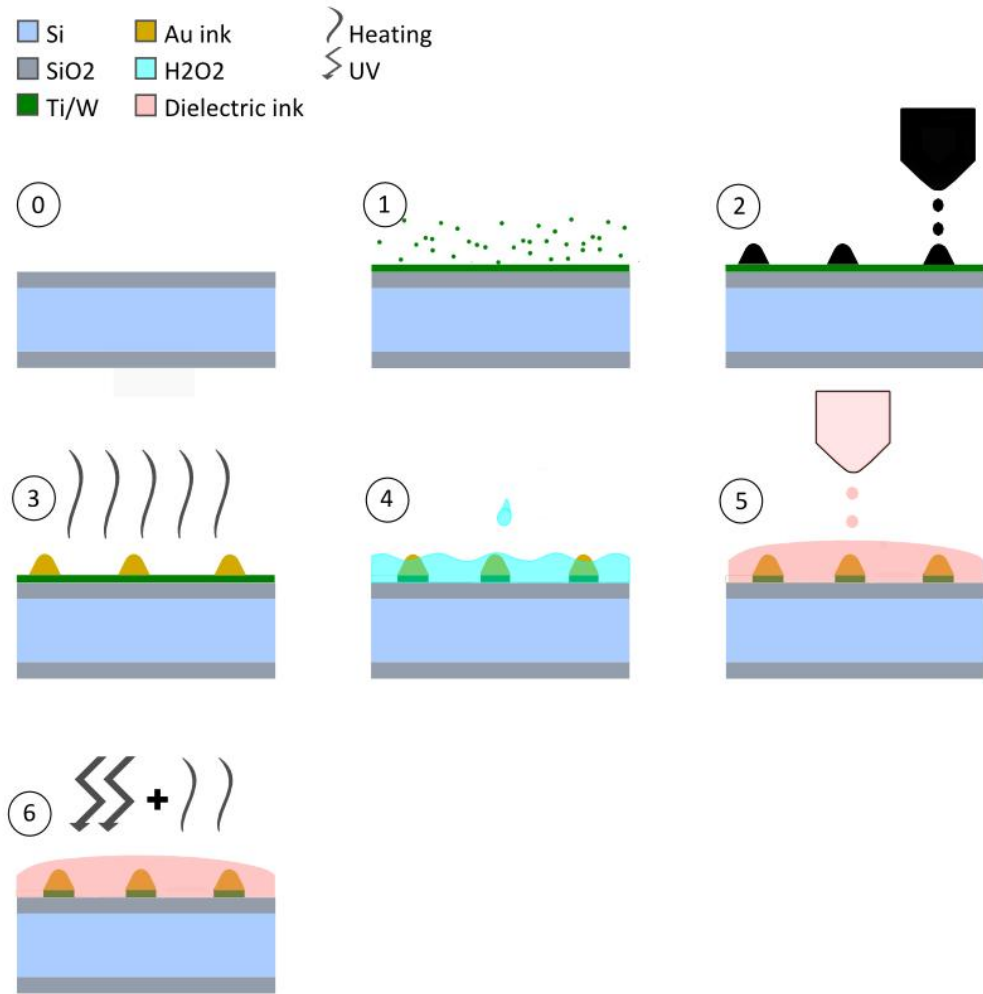 Si
Au ink
Heating
SiO2
H2O2
UV
Ti/W
Dielectric ink
0
1
2
3
4
5
6